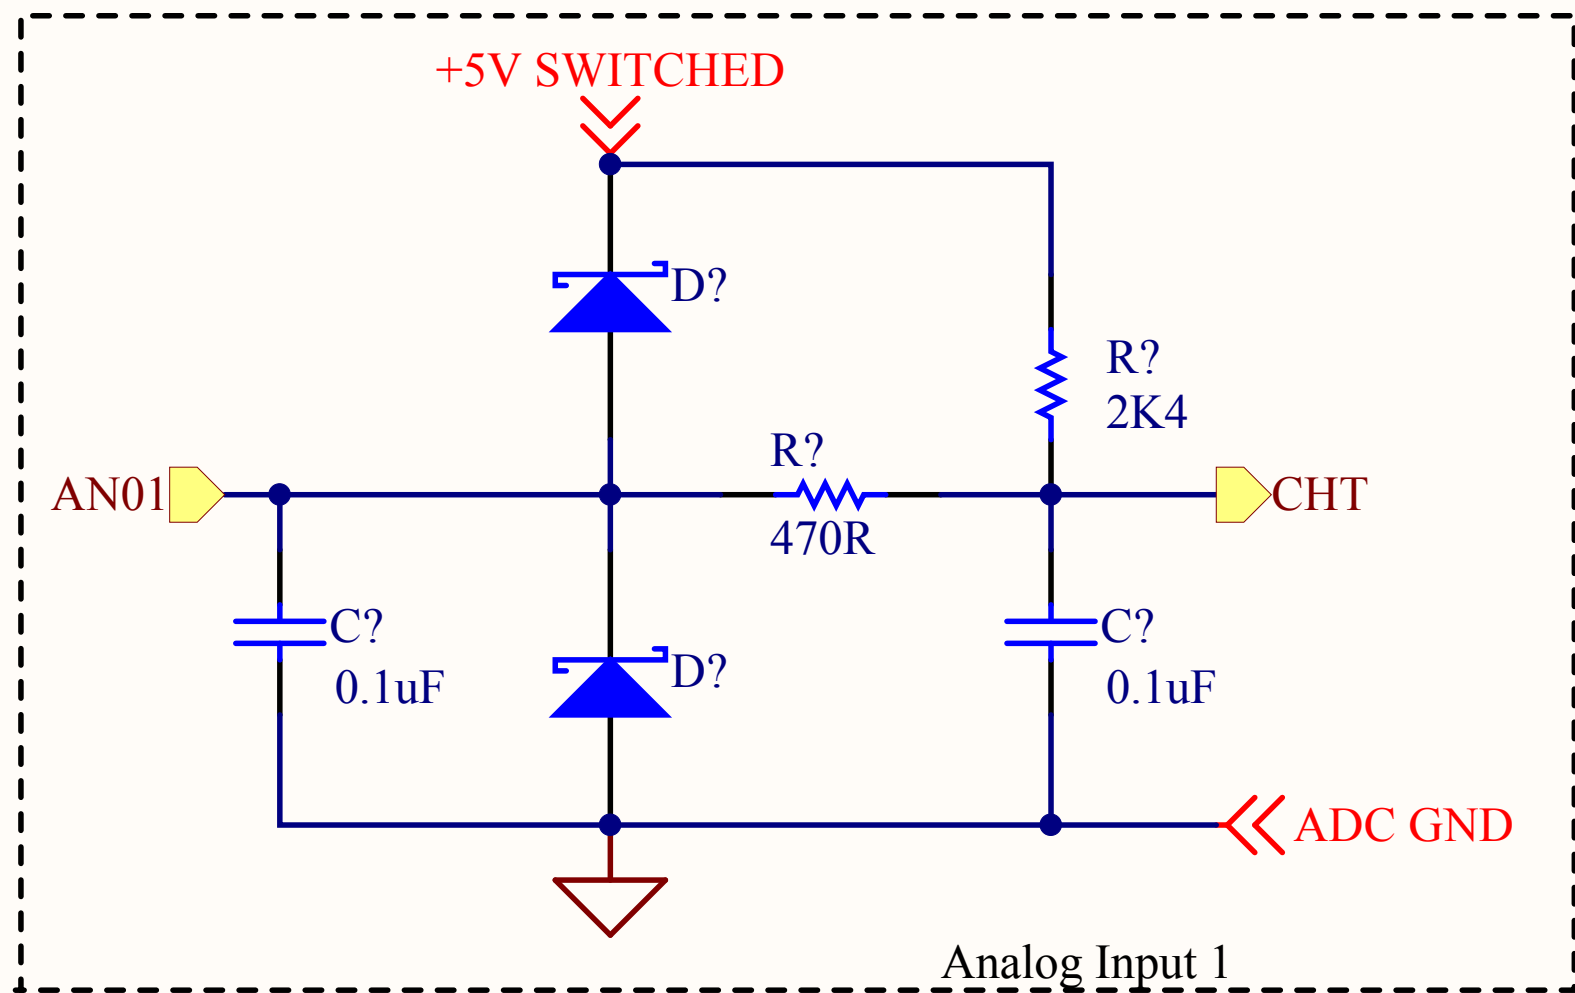 +5V SWITCHED
D?
R?
2K4
R?
AN01
CHT
470R
C?
0.1uF
D?
C?
0.1uF
ADC GND
Analog Input 1